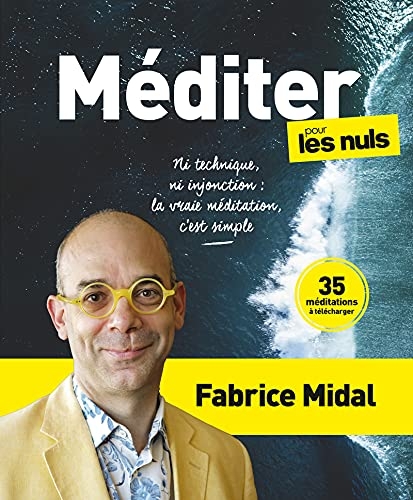 Méditer
pour
les nuls
Ni technique,
ni injonction :
la vraie méditation,
c'est simple
35
méditations
à télécharger
Fabrice Midal